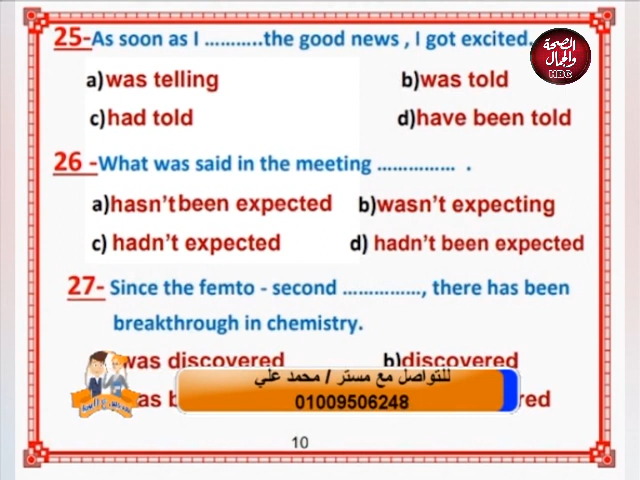 25-As soon as I ………..the good news , I got excited.
الصحة والجمال
HBC
a)was telling b)was told
c)had told d)have been told
26 -What was said in the meeting …………… .
a)hasn't been expected b)wasn't expecting
c) hadn't expected d) hadn't been expected
27- Since the femto - second ……………, there has been
breakthrough in chemistry.
was discovered b)discovered
للتواصل مع مستر / محمد علي
01009506248
10